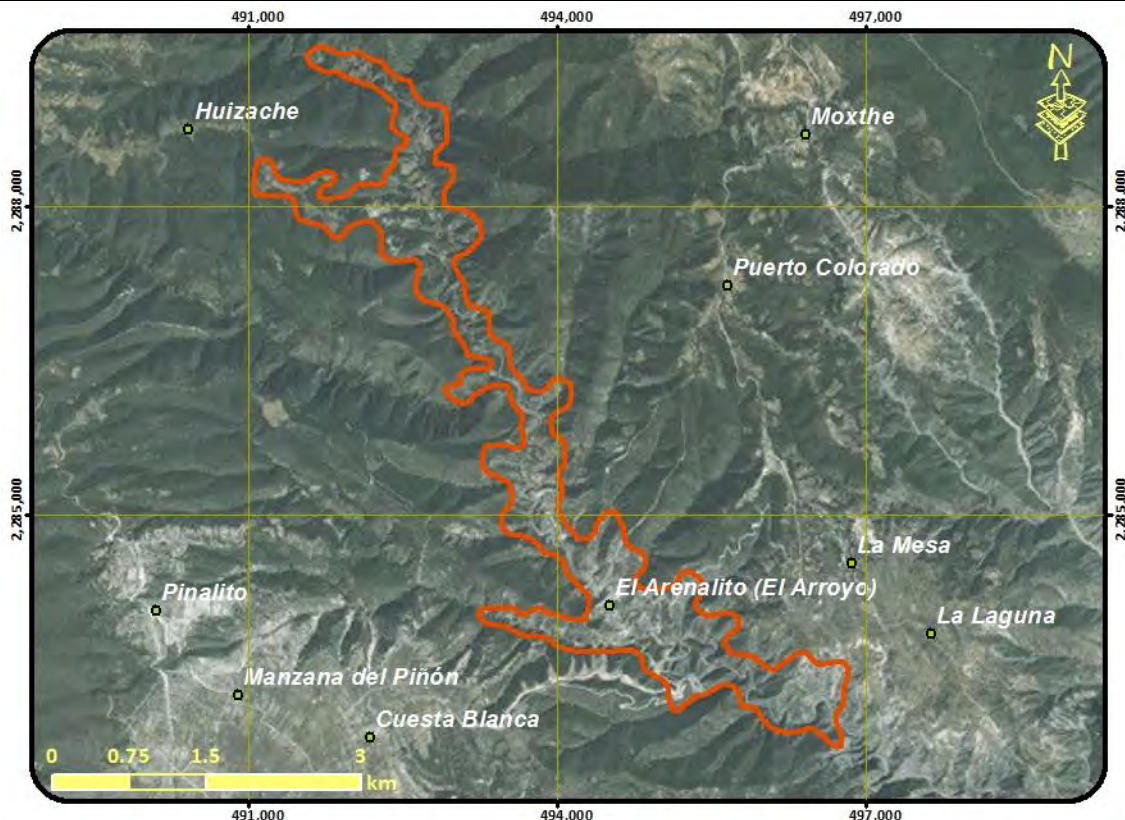 491,000 494,000 497,000
N
Huizache
Moxthe
2,288,000 2,288,000
Puerto Colorado
2,285,000 2,285,000
La Mesa
Pinalito
El Arenalito (El Arroyo)
La Laguna
Manzana del Piñón
Cuesta Blanca
0 0.75 1.5 3
km
491,000 494,000 497,000